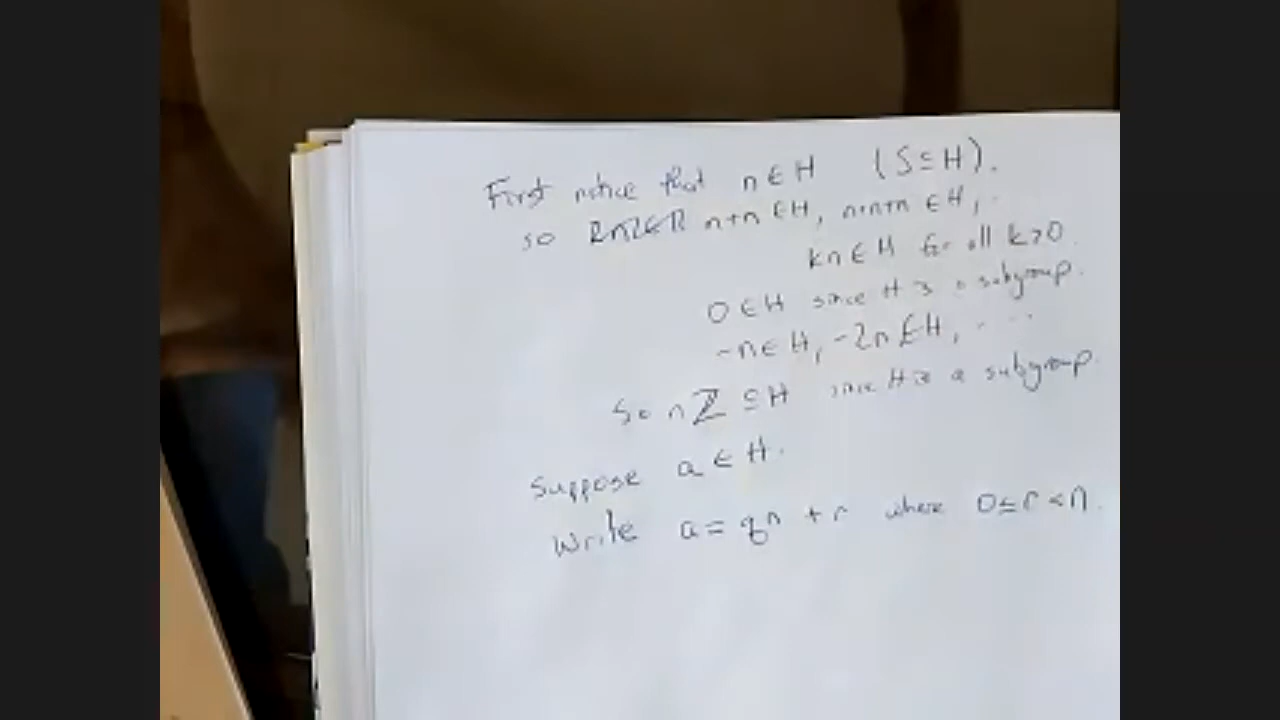 First notice that n ∈ H (S ⊆ H).
so n+n ∈ H, n+n+n ∈ H, ...
kn ∈ H for all k>0.
0 ∈ H since H is a subgroup.
-n ∈ H, -2n ∈ H, ....
So nℤ ⊆ H since H is a subgroup.
Suppose a ∈ H.
Write a = qn + r where 0 ≤ r < n.